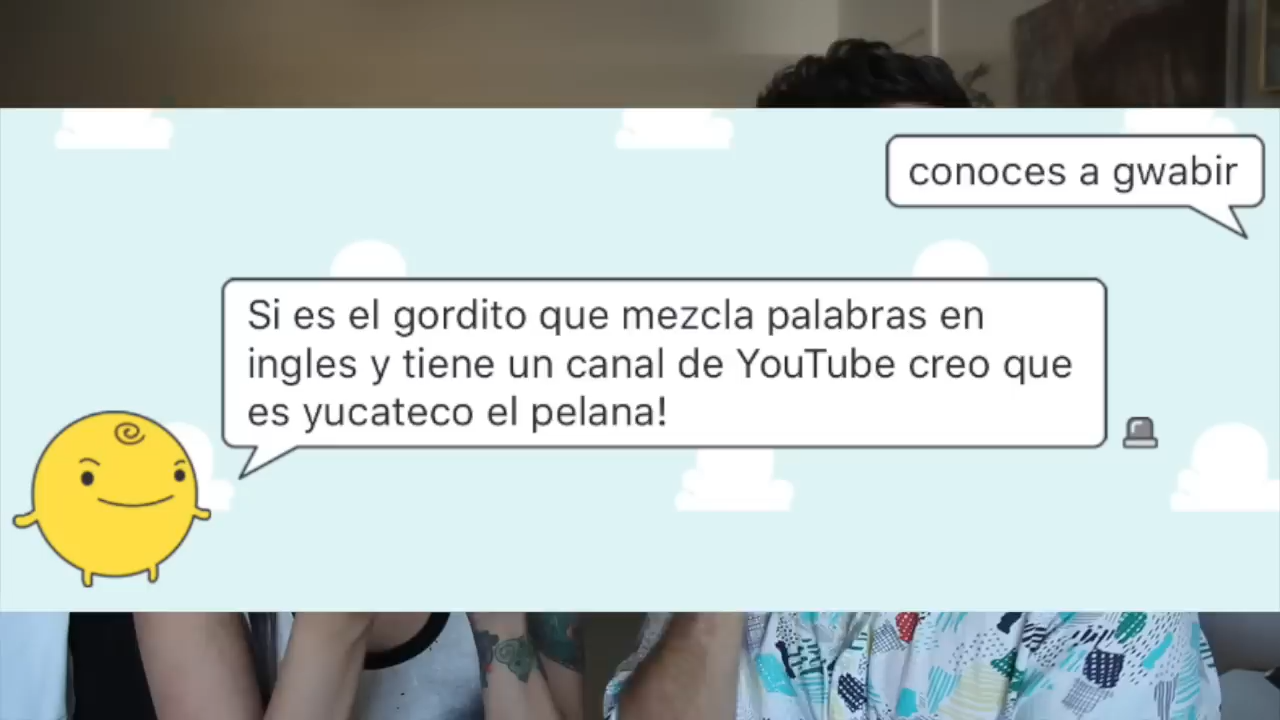 conoces a gwabir
Si es el gordito que mezcla palabras en
ingles y tiene un canal de YouTube creo que
es yucateco el pelana!